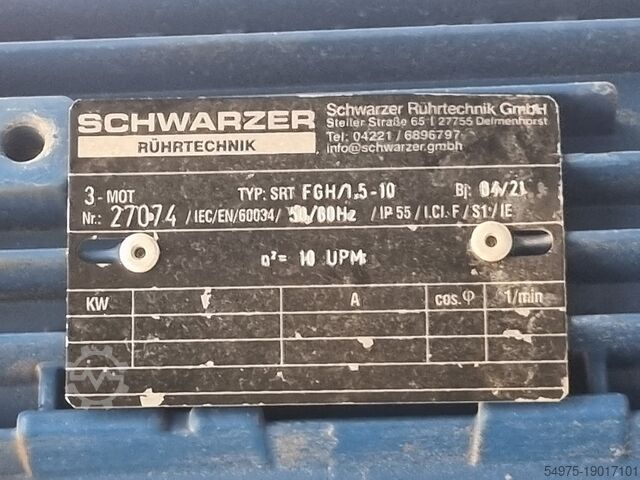 SCHWARZER
RÜHRTECHNIK
Schwarzer Rührtechnik GmbH
Steller Straße 65 | 27755 Delmenhorst
Tel: 04221 / 6896797
info@schwarzer.gmbh
3-MOT TYP: SRT FGH/1.5-10 Bj: 04/21
Nr.: 27074 / IEC/EN/60034/ 50/60Hz / IP 55 / I.Cl. F / S1 / IE
n²= 10 UPM
KW V A cos.φ 1/min
54975-19017101